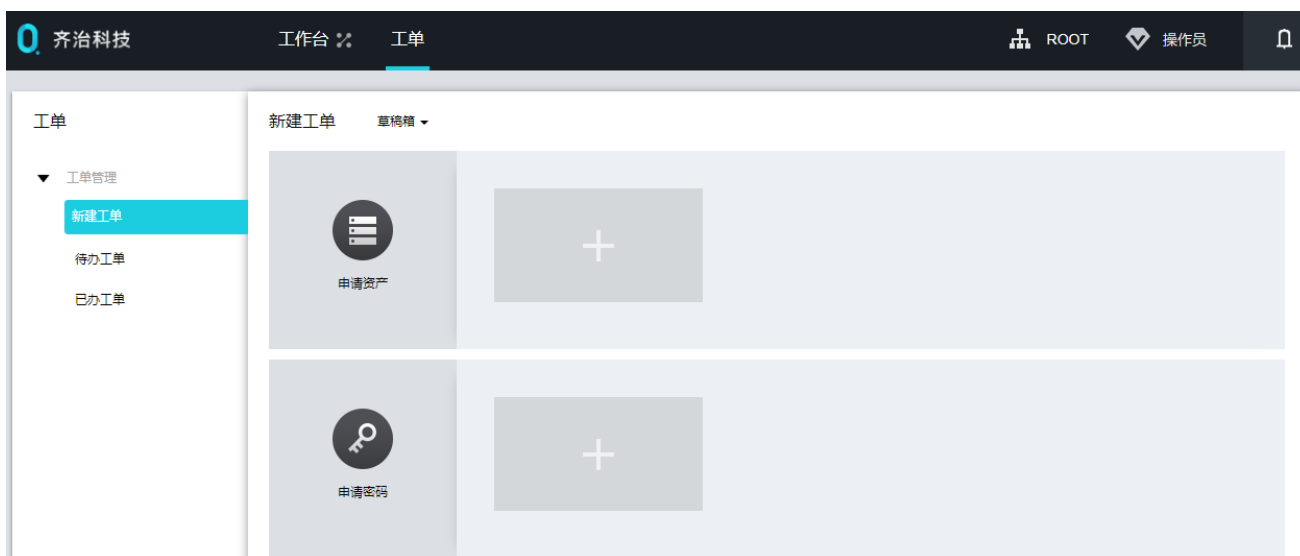 齐治科技 工作台 工单 ROOT 操作员
工单
工单管理
新建工单
待办工单
已办工单
新建工单 草稿箱
申请资产
申请密码